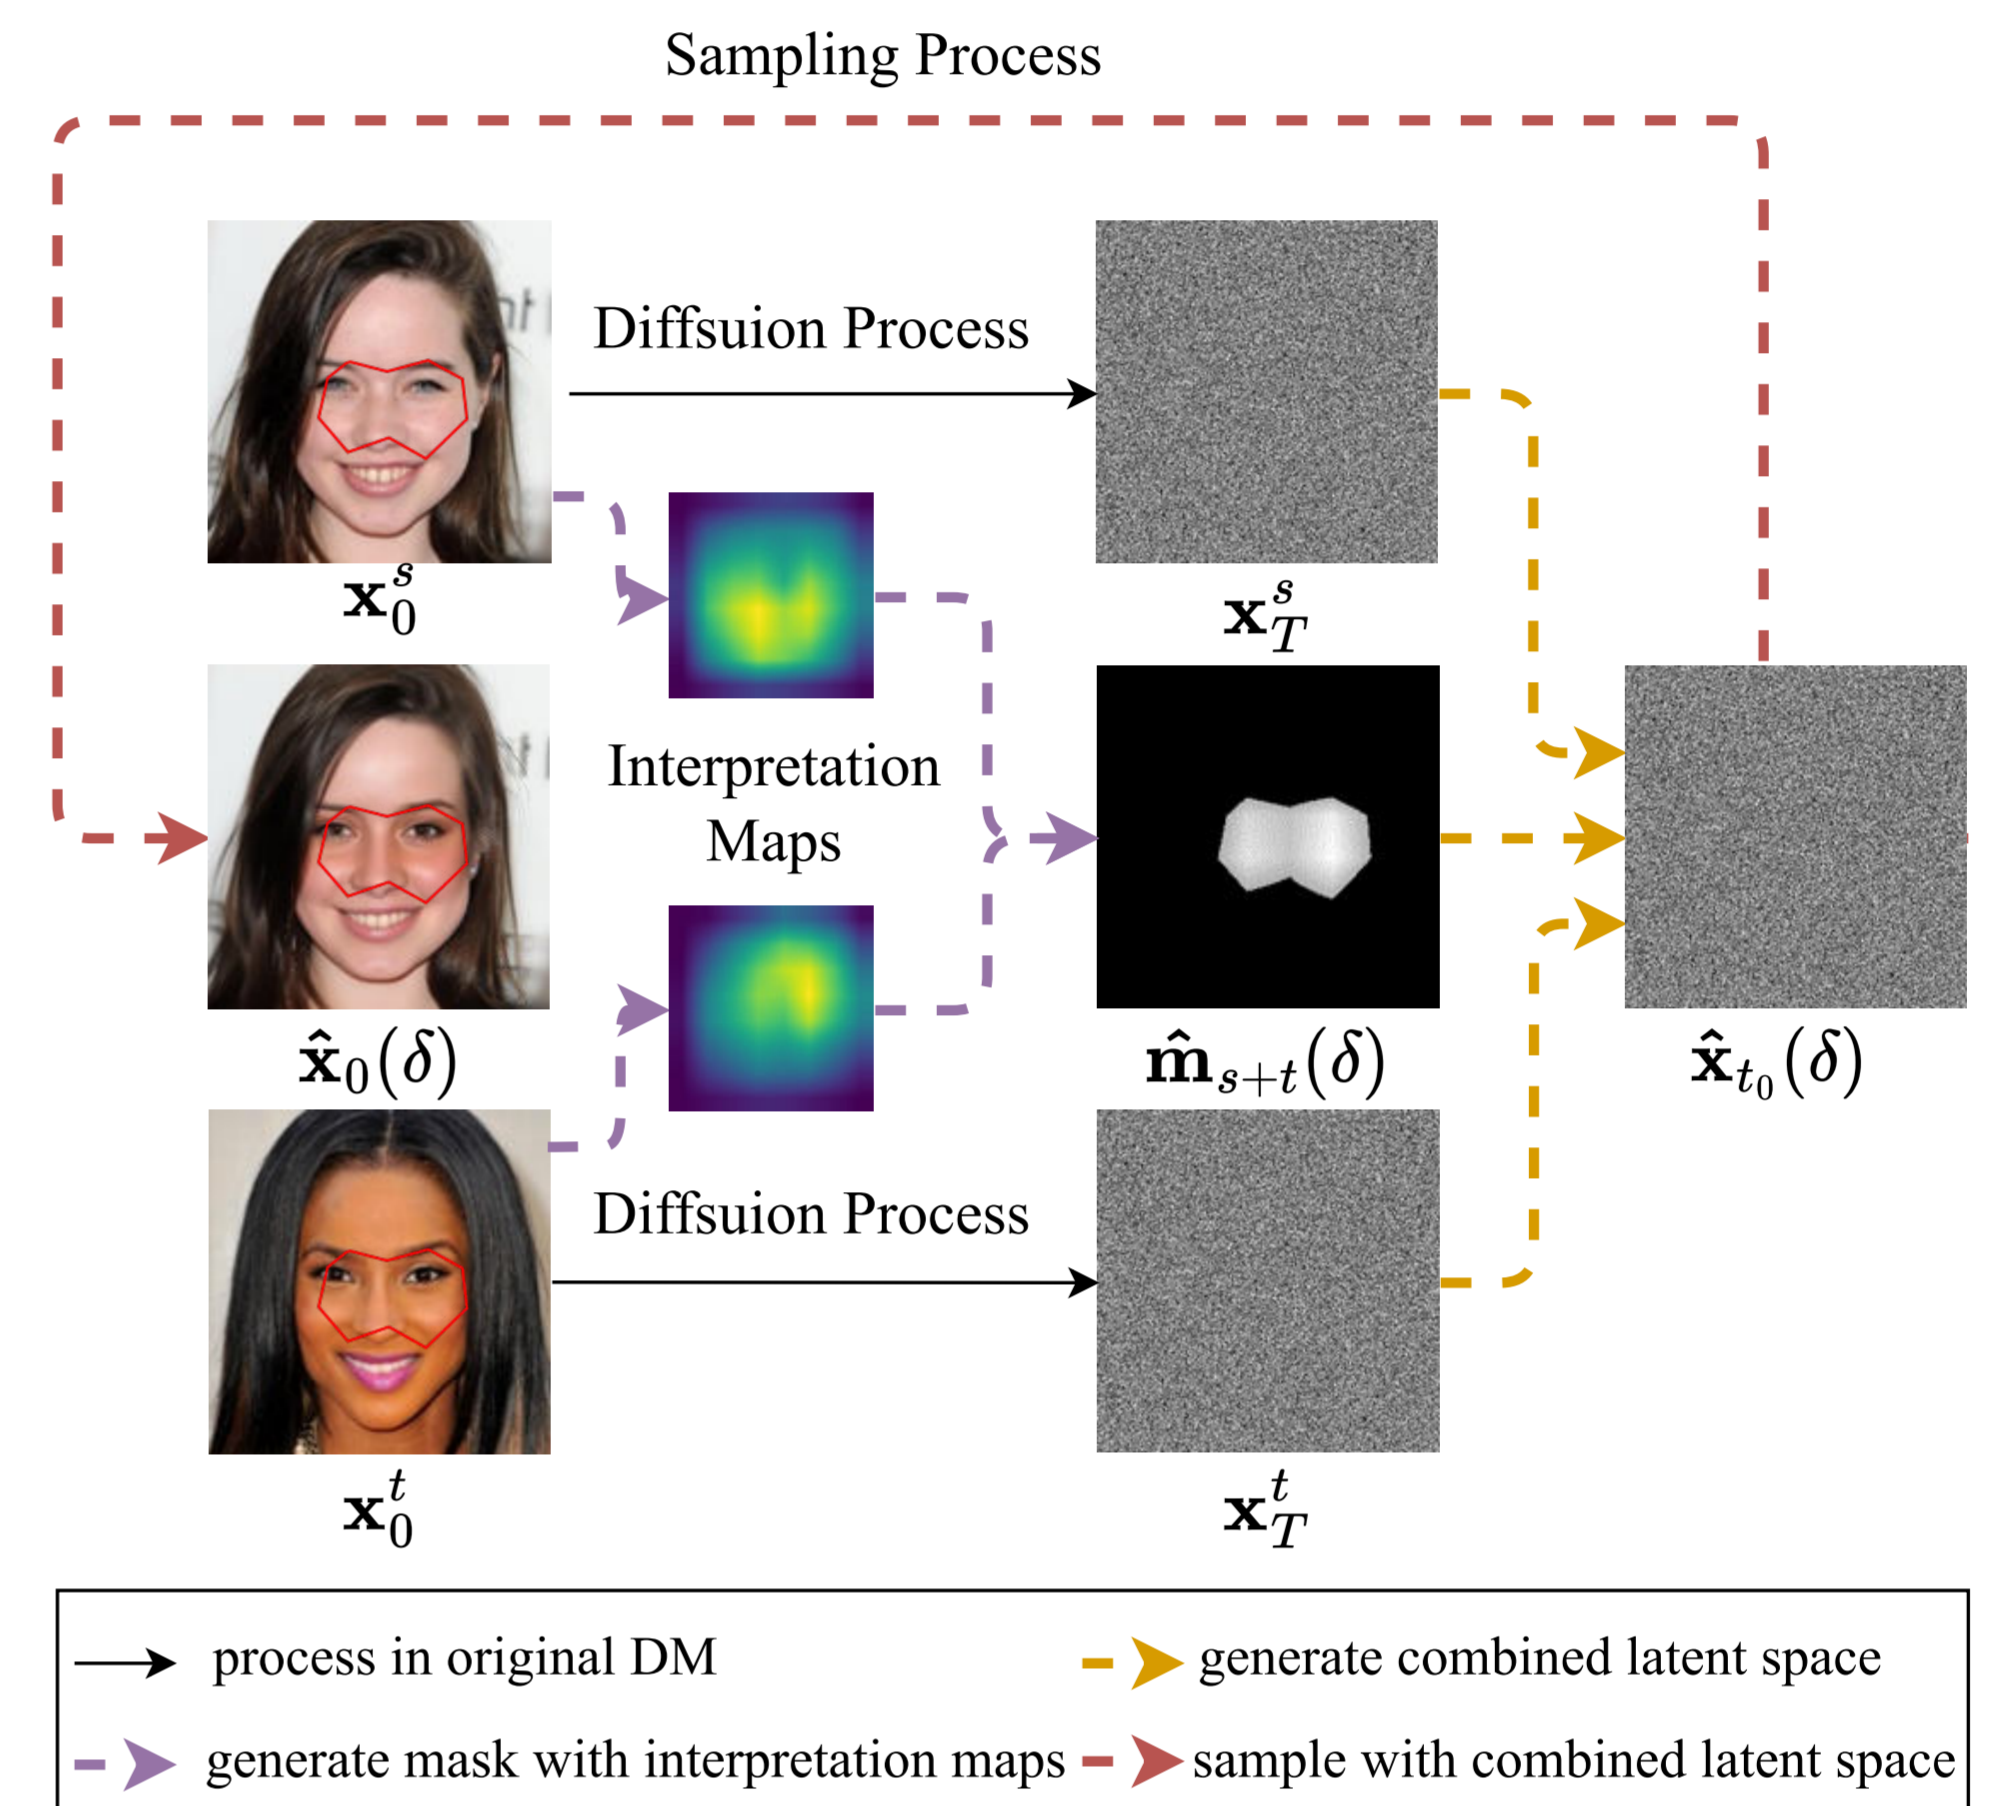 Sampling Process
Diffsuion Process
x_0^s
x_T^s
Interpretation
Maps
x̂_0(δ)
m̂_{s+t}(δ)
x̂_{t_0}(δ)
Diffsuion Process
x_0^t
x_T^t
process in original DM
generate combined latent space
generate mask with interpretation maps
sample with combined latent space